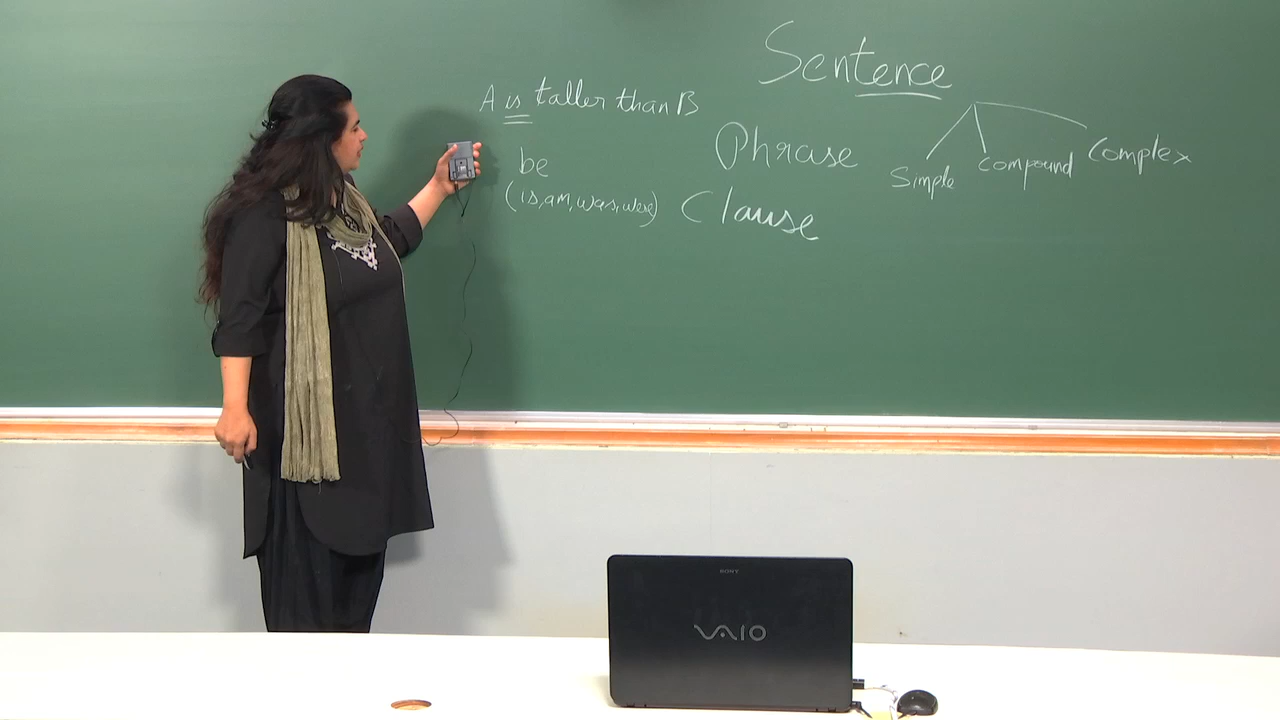 Sentence
Simple compound Complex
A is taller than B
be
(is, am, was, were)
Phrase
Clause
SONY
VAIO